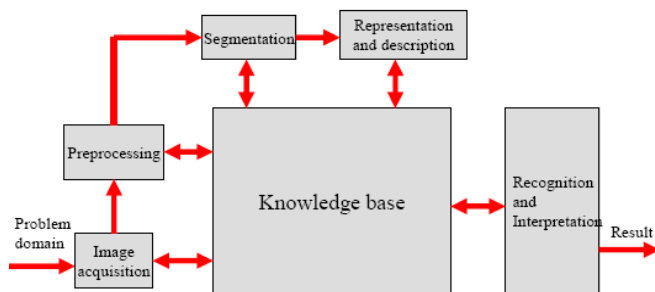 Segmentation
Representation
and description
Preprocessing
Knowledge base
Recognition
and
Interpretation
Problem
domain
Image
acquisition
Result